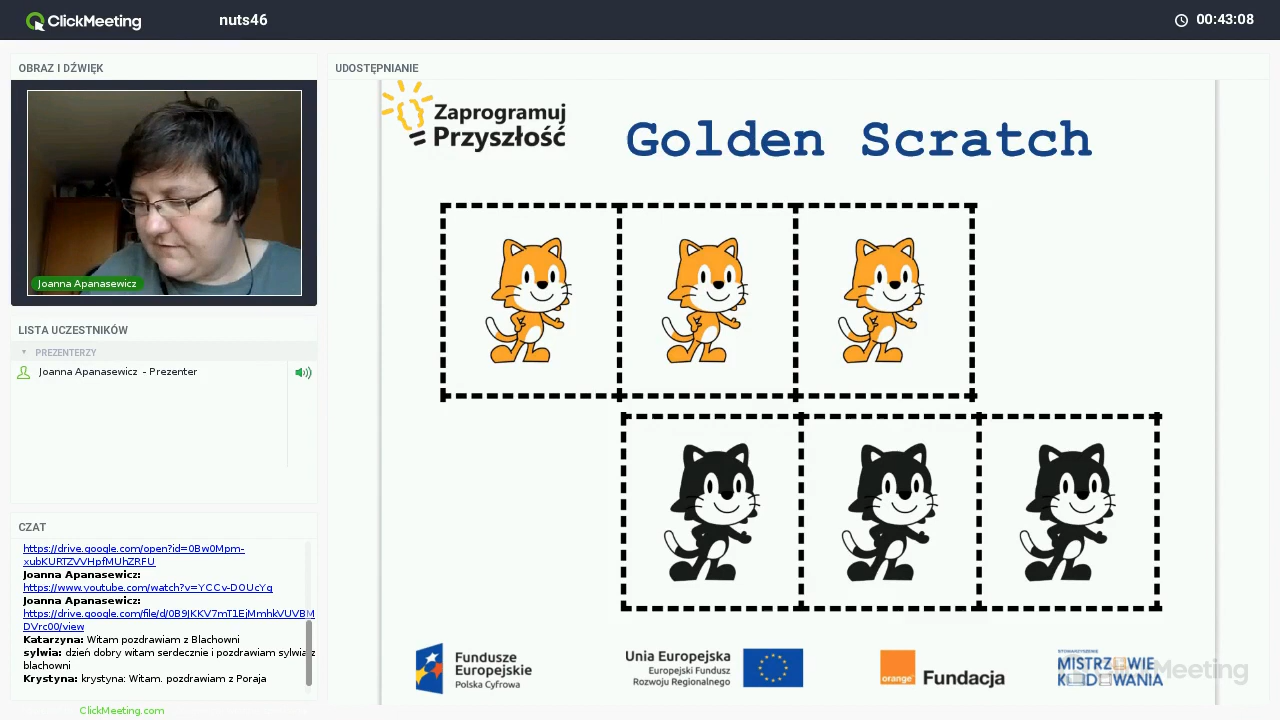 ClickMeeting
nuts46
00:43:08
OBRAZ I DŹWIĘK
Joanna Apanasewicz
LISTA UCZESTNIKÓW
PREZENTERZY
Joanna Apanasewicz - Prezenter
CZAT
https://drive.google.com/open?id=0Bw0Mpm-
xubKURTZVVHpfMUhZRFU
Joanna Apanasewicz:
https://www.youtube.com/watch?v=YCCv-DOUcYg
Joanna Apanasewicz:
https://drive.google.com/file/d/0B9JKKV7mT1EjMmhkVUVBM
DVrc00/view
Katarzyna: Witam pozdrawiam z Blachowni
sylwia: dzień dobry witam serdecznie i pozdrawiam sylwia z
blachowni
Krystyna: krystyna: Witam. pozdrawiam z Poraja
ClickMeeting.com
UDOSTĘPNIANIE
Zaprogramuj
Przyszłość
Golden Scratch
Fundusze
Europejskie
Polska Cyfrowa
Unia Europejska
Europejski Fundusz
Rozwoju Regionalnego
orange
Fundacja
STOWARZYSZENIE
MISTRZOWIE
KODOWANIA
ClickMeeting